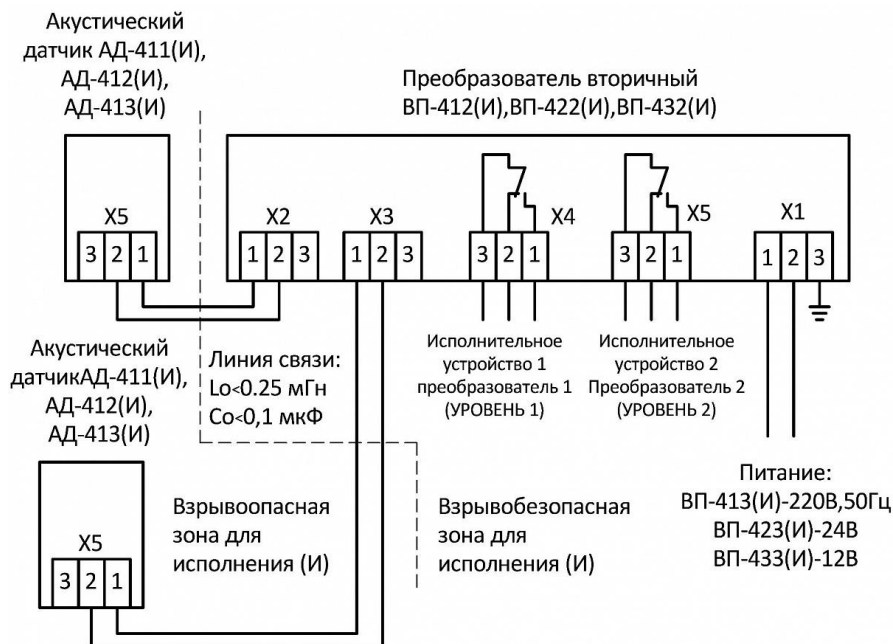 Акустический
датчик АД-411(И),
АД-412(И),
АД-413(И)
Преобразователь вторичный
ВП-412(И),ВП-422(И),ВП-432(И)
X5
3 2 1
X2
1 2 3
X3
1 2 3
X4
3 2 1
X5
3 2 1
X1
1 2 3
Акустический
датчикАД-411(И),
АД-412(И),
АД-413(И)
Линия связи:
Lo<0.25 мГн
Co<0,1 мкФ
Исполнительное
устройство 1
преобразователь 1
(УРОВЕНЬ 1)
Исполнительное
устройство 2
Преобразователь 2
(УРОВЕНЬ 2)
Питание:
ВП-413(И)-220В,50Гц
ВП-423(И)-24В
ВП-433(И)-12В
X5
3 2 1
Взрывоопасная
зона для
исполнения (И)
Взрывобезопасная
зона для
исполнения (И)